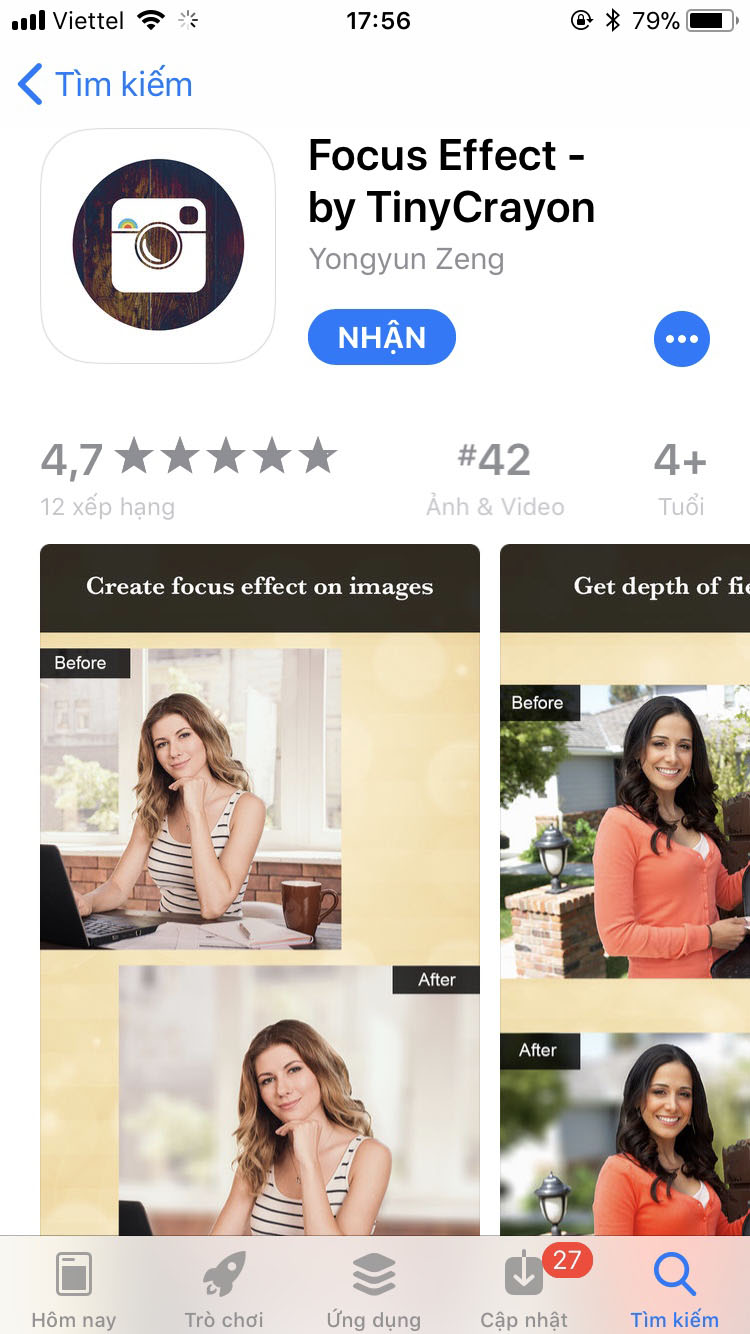 Viettel 17:56 79%
Tìm kiếm
Focus Effect -
by TinyCrayon
Yongyun Zeng
NHẬN
4,7 #42 4+
12 xếp hạng Ảnh & Video Tuổi
Create focus effect on images
Before
After
Get depth of fie
Before
After
27
Hôm nay Trò chơi Ứng dụng Cập nhật Tìm kiếm